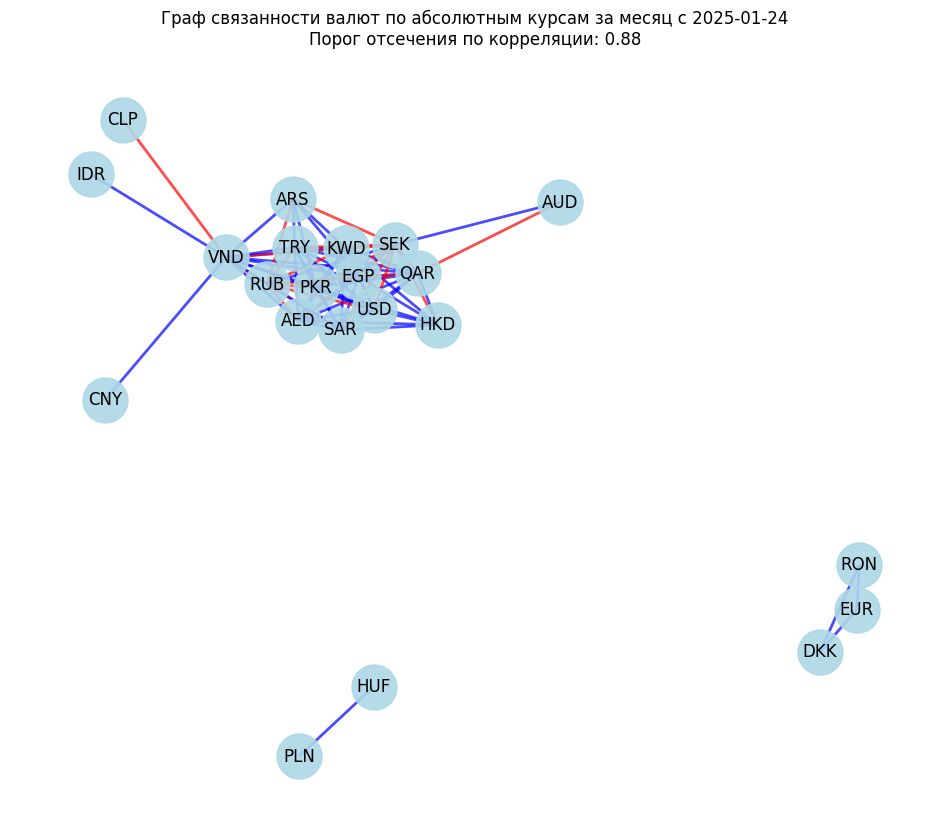 Граф связанности валют по абсолютным курсам за месяц с 2025-01-24
Порог отсечения по корреляции: 0.88
CLP
IDR
ARS
AUD
TRY
KWD
SEK
VND
EGP
QAR
RUB
PKR
USD
AED
SAR
HKD
CNY
RON
EUR
DKK
HUF
PLN